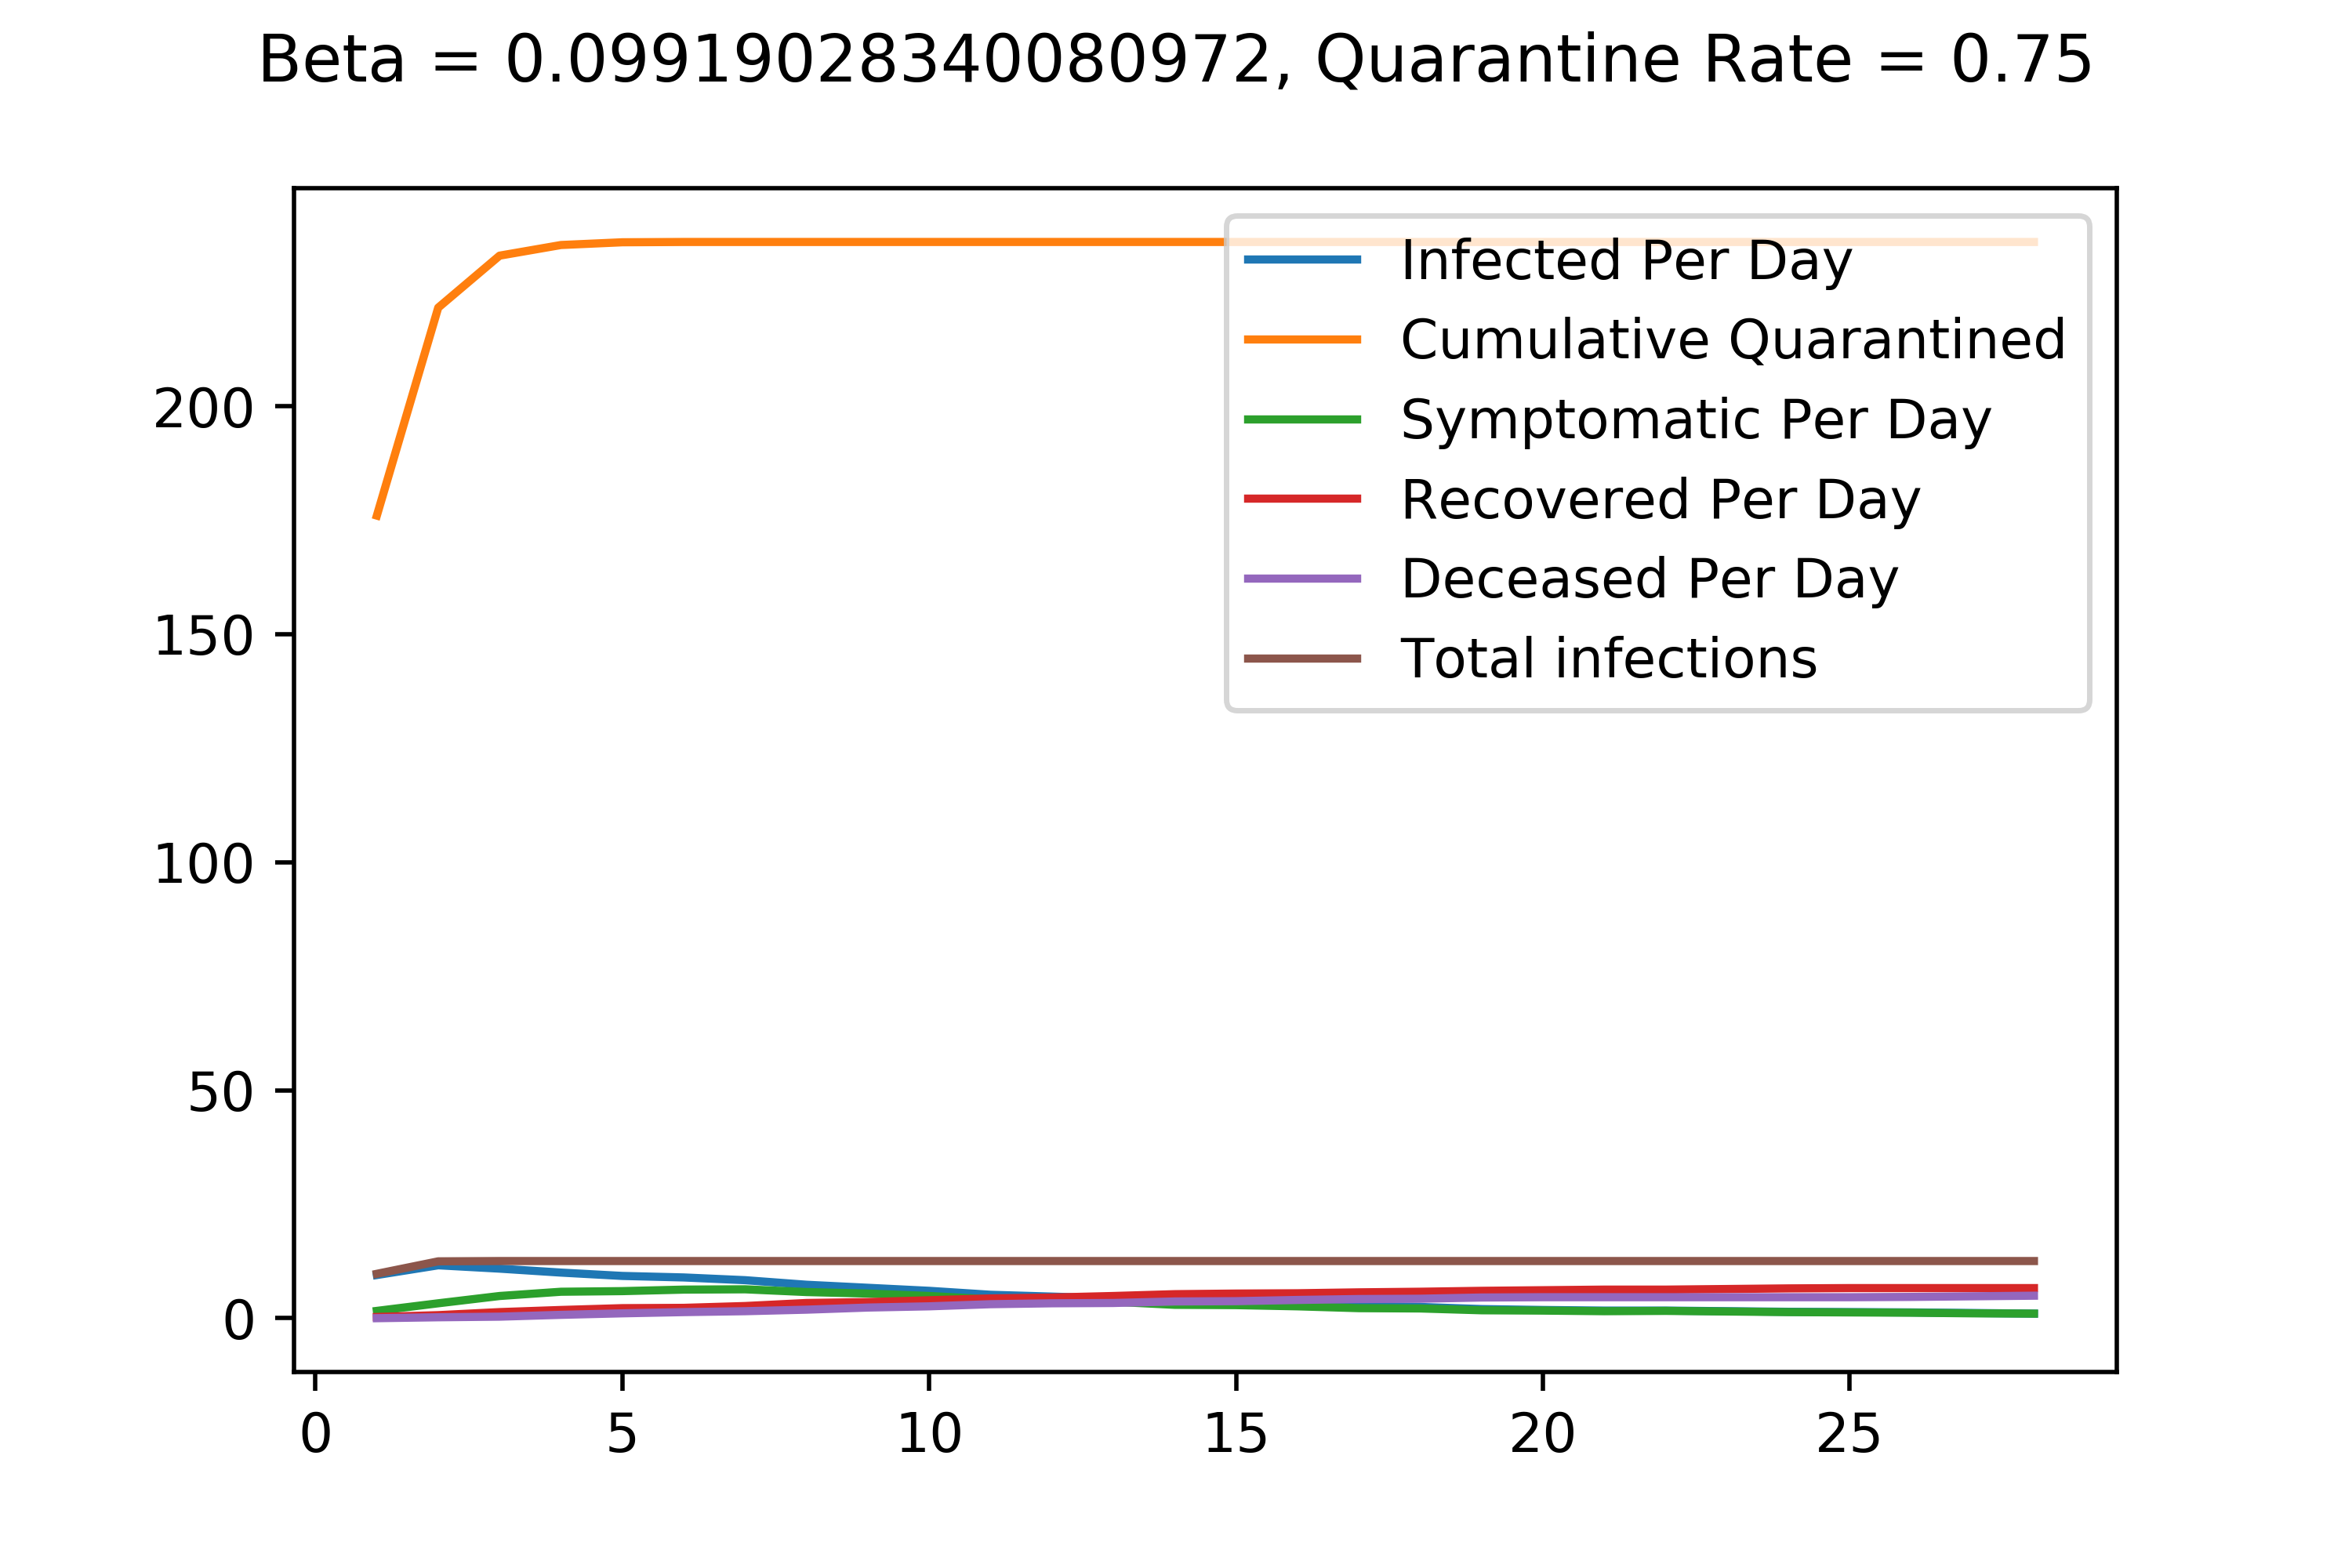 Beta = 0.09919028340080972, Quarantine Rate = 0.75
Infected Per Day
Cumulative Quarantined
Symptomatic Per Day
Recovered Per Day
Deceased Per Day
Total infections
200
150
100
50
0
0 5 10 15 20 25